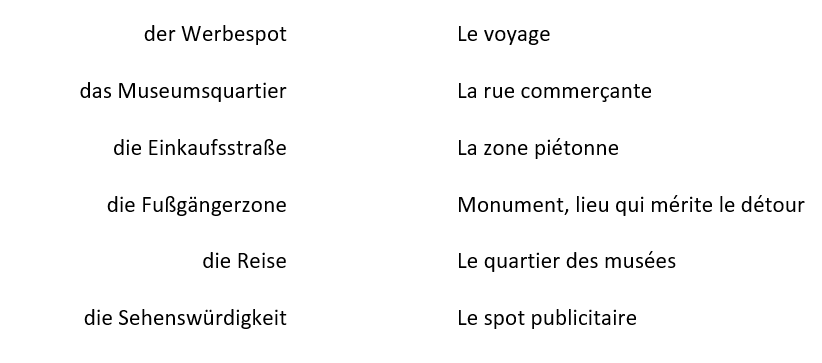 der Werbespot Le voyage
das Museumsquartier La rue commerçante
die Einkaufsstraße La zone piétonne
die Fußgängerzone Monument, lieu qui mérite le détour
die Reise Le quartier des musées
die Sehenswürdigkeit Le spot publicitaire